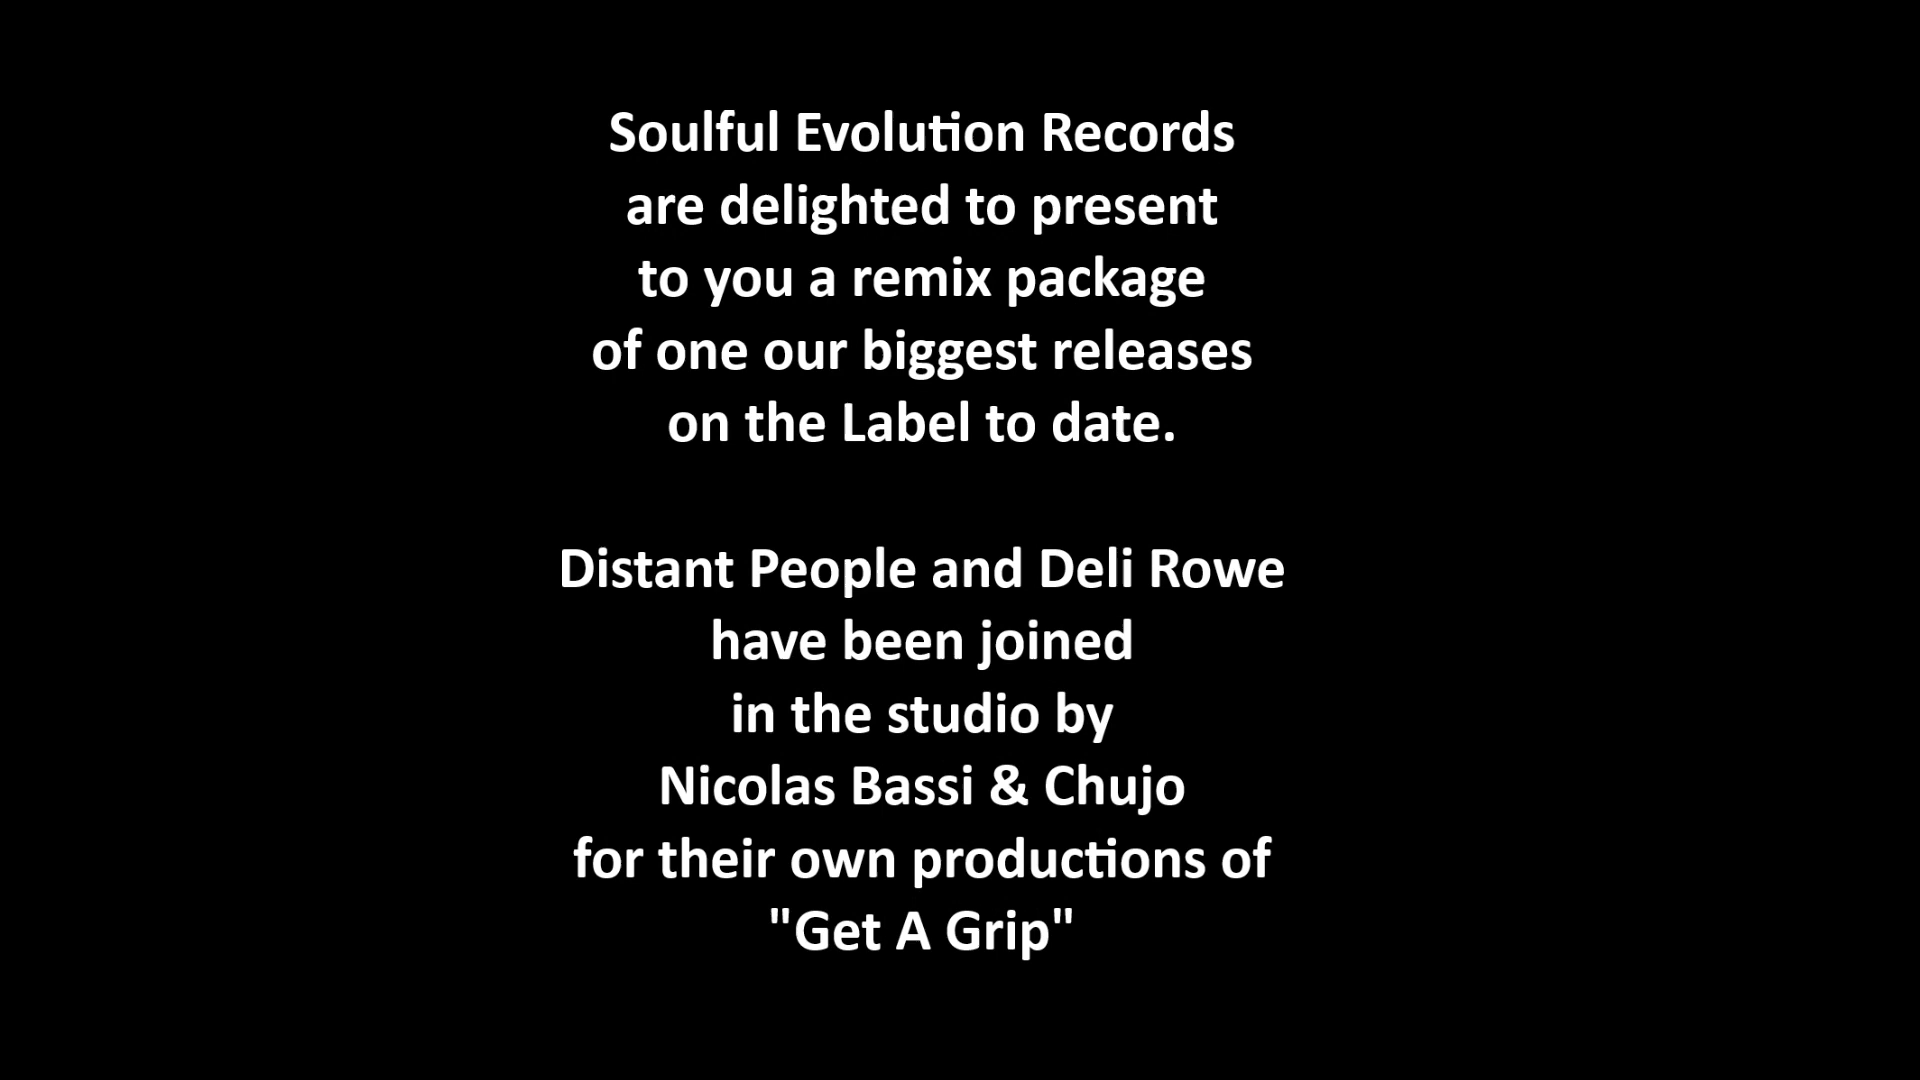 Soulful Evolution Records
are delighted to present
to you a remix package
of one our biggest releases
on the Label to date.
Distant People and Deli Rowe
have been joined
in the studio by
Nicolas Bassi & Chujo
for their own productions of
"Get A Grip"